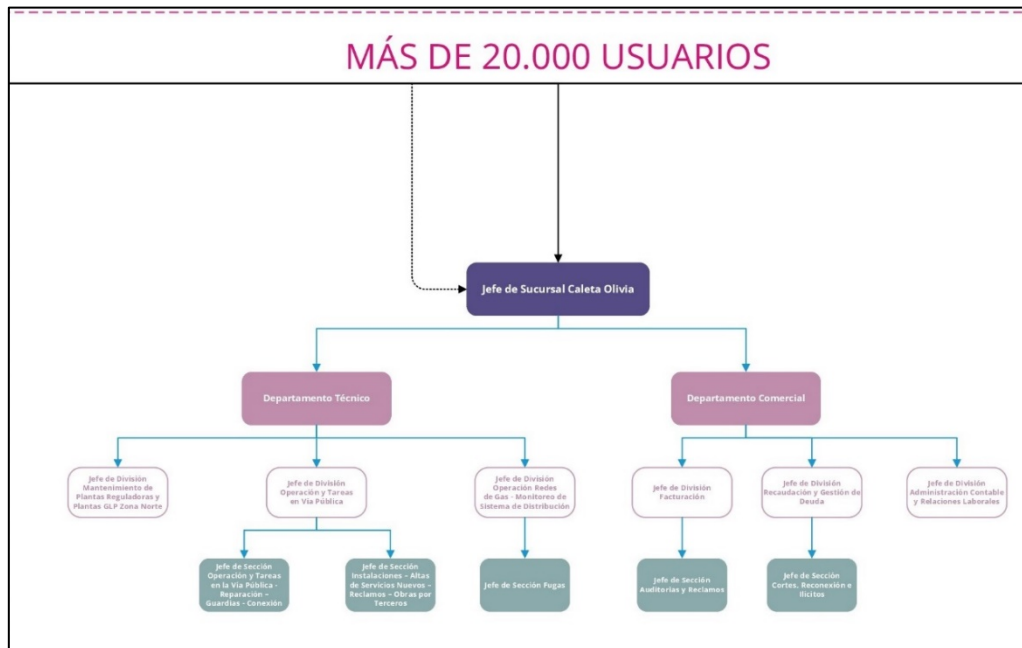 MÁS DE 20.000 USUARIOS
Jefe de Sucursal Caleta Olivia
Departamento Técnico
Departamento Comercial
Jefe de División
Mantenimiento de
Plantas Reguladoras y
Plantas GLP Zona Norte
Jefe de División
Operación y Tareas
en Vía Pública
Jefe de División
Operación Redes
de Gas - Monitoreo de
Sistema de Distribución
Jefe de División
Facturación
Jefe de División
Recaudación y Gestión de
Deuda
Jefe de División
Administración Contable
y Relaciones Laborales
Jefe de Sección
Operación y Tareas
en la Vía Pública -
Reparación –
Guardias - Conexión
Jefe de Sección
Instalaciones – Altas
de Servicios Nuevos –
Reclamos – Obras por
Terceros
Jefe de Sección Fugas
Jefe de Sección
Auditorías y Reclamos
Jefe de Sección
Cortes, Reconexión e
Ilícitos